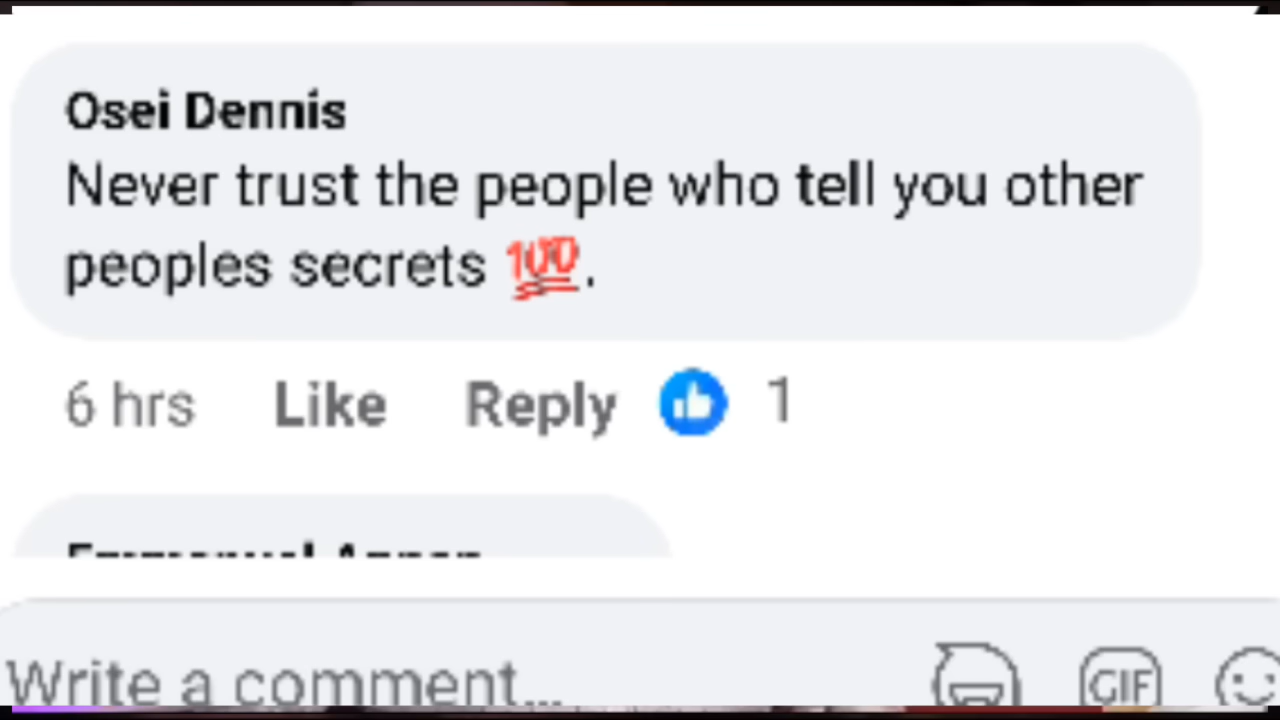 Osei Dennis
Never trust the people who tell you other
peoples secrets 💯.
6 hrs Like Reply 1
Write a comment...
GIF